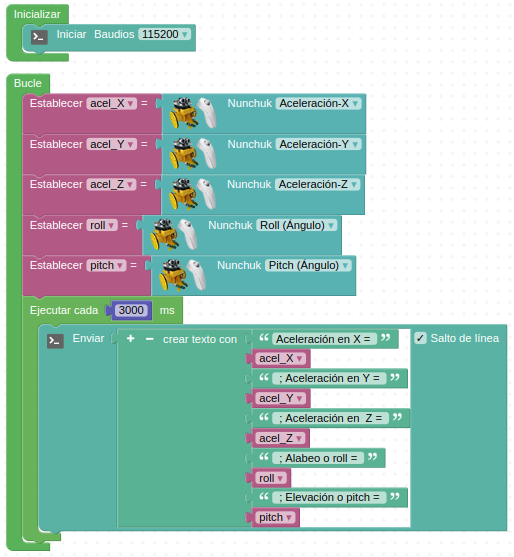 Inicializar
Iniciar Baudios 115200
Bucle
Establecer acel_X = Nunchuk Aceleración-X
Establecer acel_Y = Nunchuk Aceleración-Y
Establecer acel_Z = Nunchuk Aceleración-Z
Establecer roll = Nunchuk Roll (Ángulo)
Establecer pitch = Nunchuk Pitch (Ángulo)
Ejecutar cada 3000 ms
Enviar + − crear texto con “ Aceleración en X = ” Salto de línea
acel_X
“ ; Aceleración en Y = ”
acel_Y
“ ; Aceleración en  Z = ”
acel_Z
“ ; Alabeo o roll = ”
roll
“ ; Elevación o pitch = ”
pitch